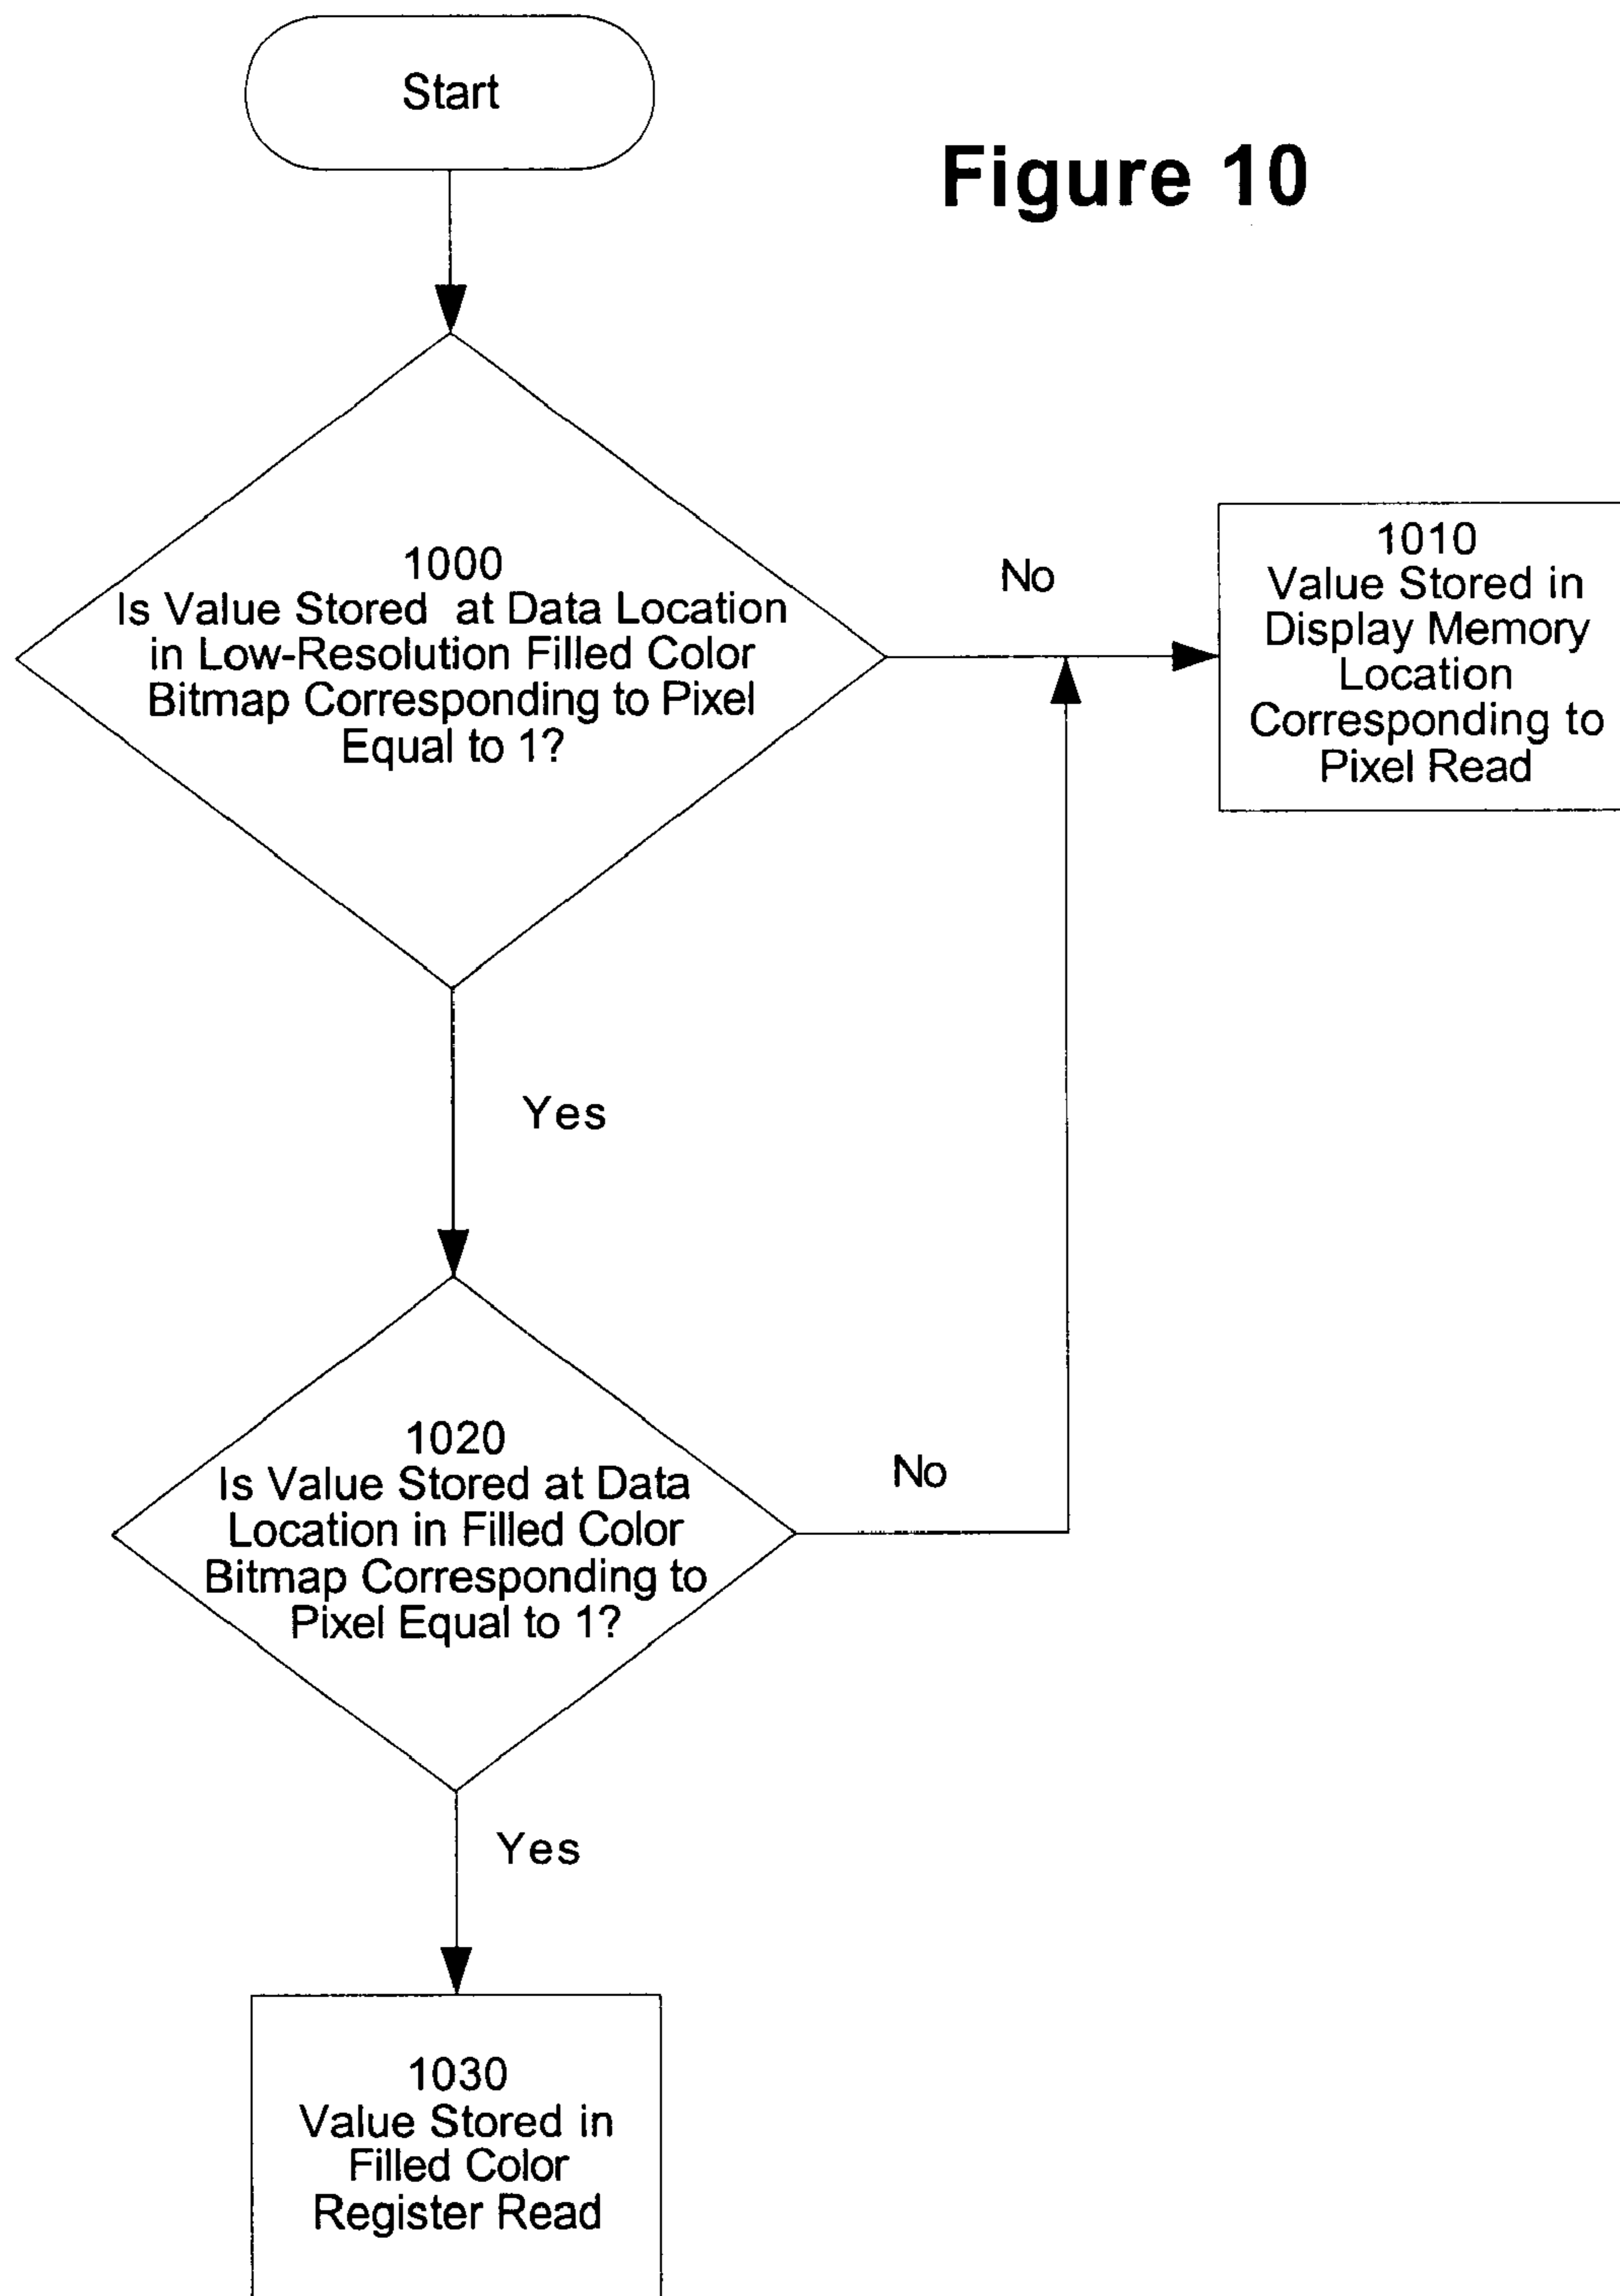 Start
Figure 10
1000
Is Value Stored at Data Location
in Low-Resolution Filled Color
Bitmap Corresponding to Pixel
Equal to 1?
No
1010
Value Stored in
Display Memory
Location
Corresponding to
Pixel Read
Yes
1020
Is Value Stored at Data
Location in Filled Color
Bitmap Corresponding to
Pixel Equal to 1?
No
Yes
1030
Value Stored in
Filled Color
Register Read